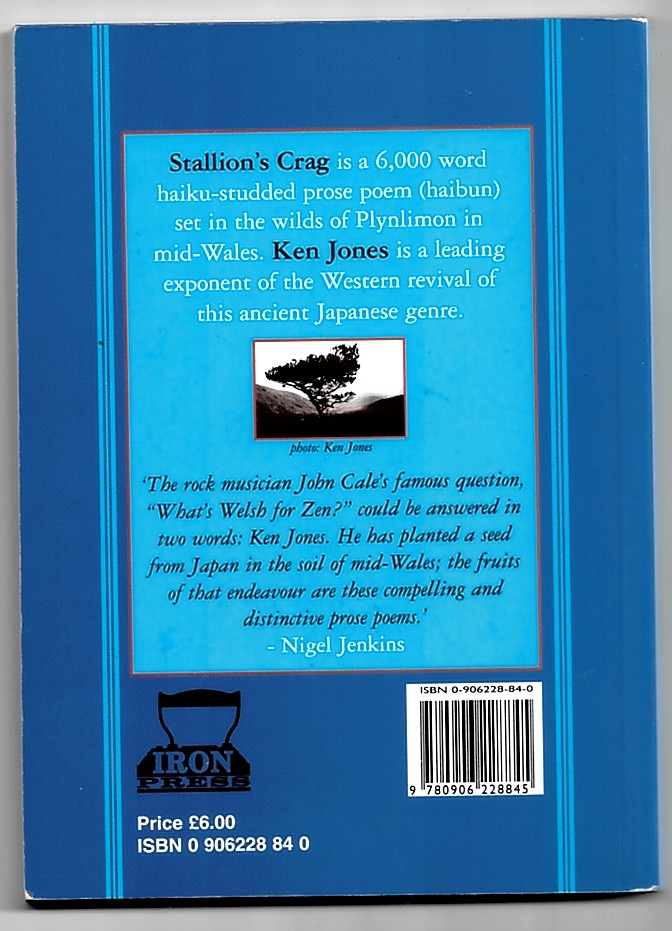 Stallion's Crag is a 6,000 word
haiku-studded prose poem (haibun)
set in the wilds of Plynlimon in
mid-Wales. Ken Jones is a leading
exponent of the Western revival of
this ancient Japanese genre.
photo: Ken Jones
'The rock musician John Cale's famous question,
"What's Welsh for Zen?" could be answered in
two words: Ken Jones. He has planted a seed
from Japan in the soil of mid-Wales; the fruits
of that endeavour are these compelling and
distinctive prose poems.'
- Nigel Jenkins
IRON
PRESS
ISBN 0-906228-84-0
9 780906 228845
Price £6.00
ISBN 0 906228 84 0